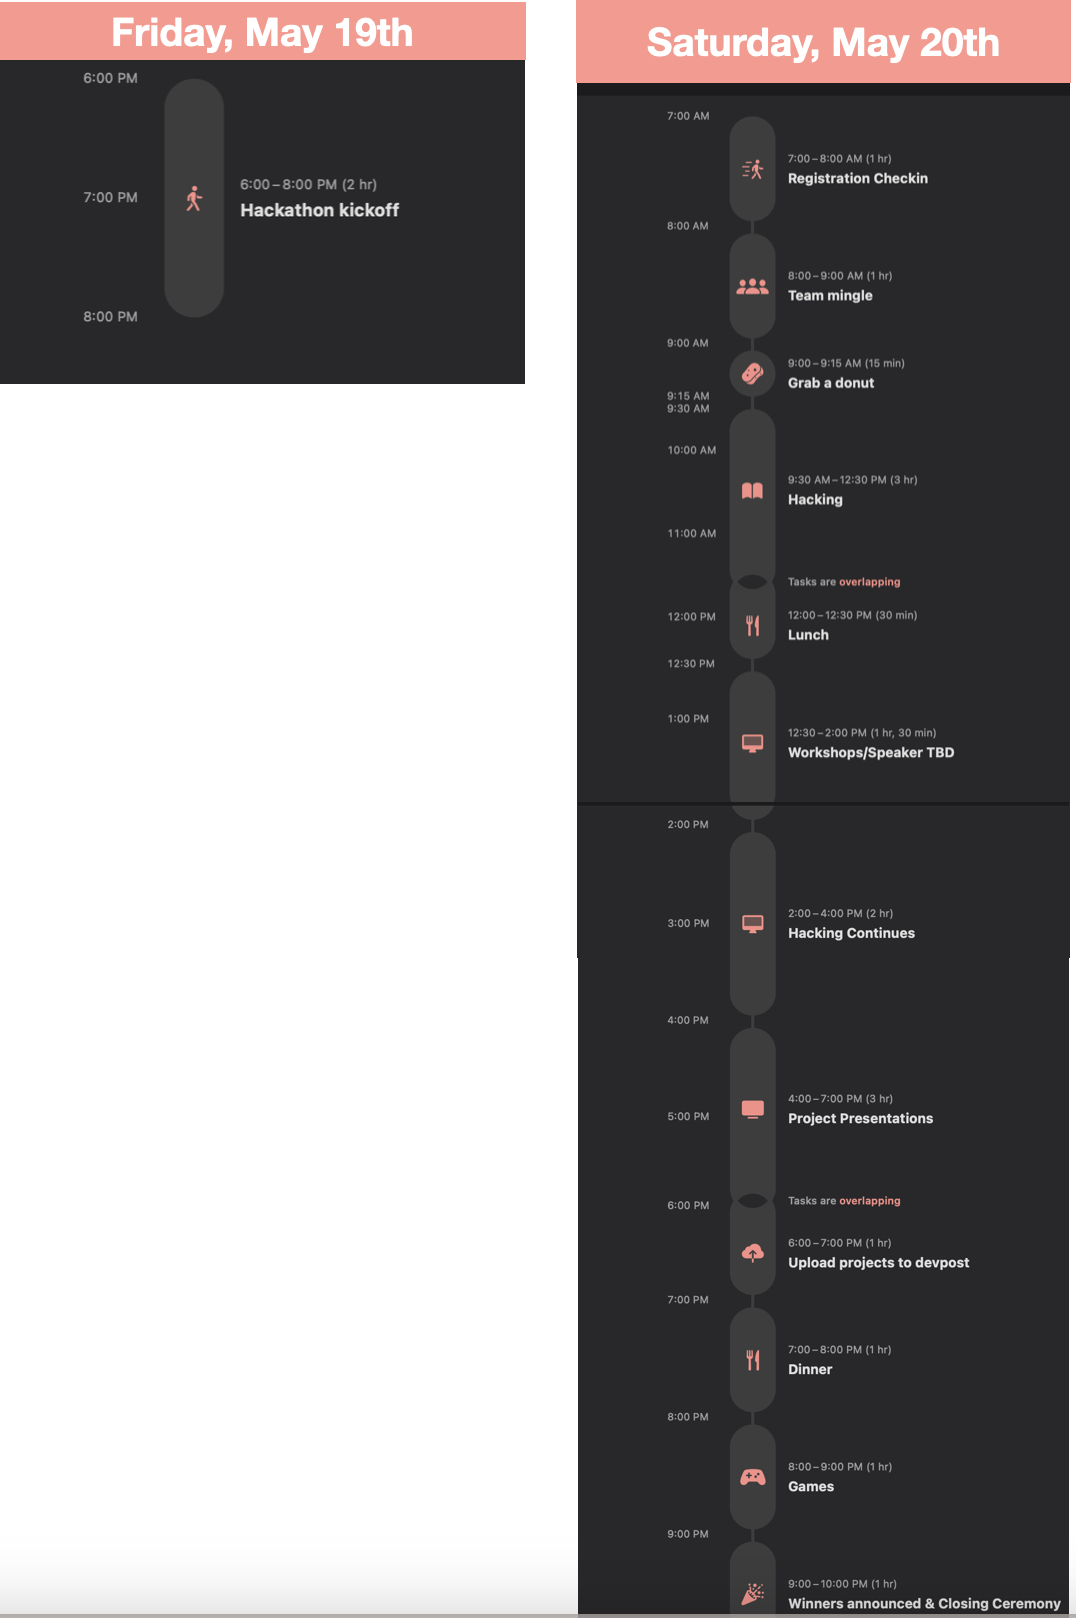 Friday, May 19th
6:00 PM
6:00 – 8:00 PM (2 hr)
7:00 PM
Hackathon kickoff
8:00 PM
Saturday, May 20th
7:00 AM
7:00 – 8:00 AM (1 hr)
Registration Checkin
8:00 AM
8:00 – 9:00 AM (1 hr)
Team mingle
9:00 AM
9:00 – 9:15 AM (15 min)
Grab a donut
9:15 AM
9:30 AM
10:00 AM
9:30 AM – 12:30 PM (3 hr)
Hacking
11:00 AM
Tasks are overlapping
12:00 PM
12:00 – 12:30 PM (30 min)
Lunch
12:30 PM
1:00 PM
12:30 – 2:00 PM (1 hr, 30 min)
Workshops/Speaker TBD
2:00 PM
2:00 – 4:00 PM (2 hr)
3:00 PM
Hacking Continues
4:00 PM
4:00 – 7:00 PM (3 hr)
5:00 PM
Project Presentations
Tasks are overlapping
6:00 PM
6:00 – 7:00 PM (1 hr)
Upload projects to devpost
7:00 PM
7:00 – 8:00 PM (1 hr)
Dinner
8:00 PM
8:00 – 9:00 PM (1 hr)
Games
9:00 PM
9:00 – 10:00 PM (1 hr)
Winners announced & Closing Ceremony